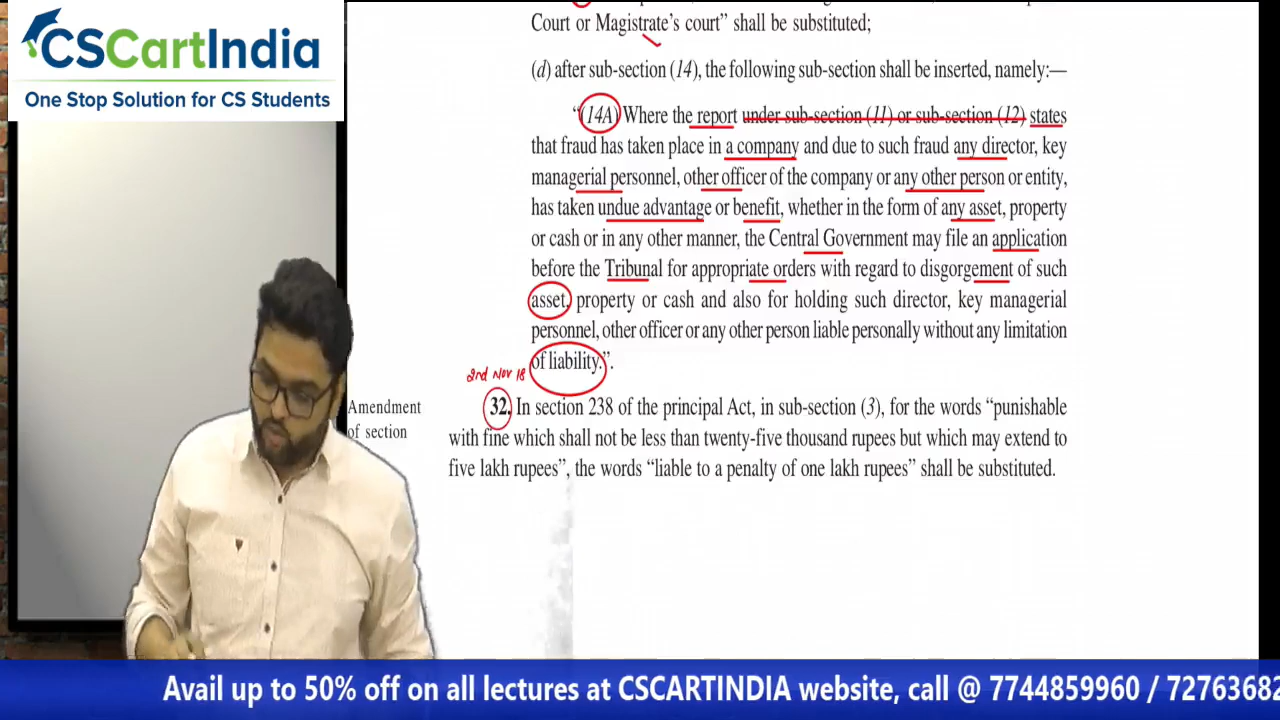 CSCartIndia
One Stop Solution for CS Students
Court or Magistrate's court” shall be substituted;
(d) after sub-section (14), the following sub-section shall be inserted, namely:—
“(14A) Where the report under sub-section (11) or sub-section (12) states
that fraud has taken place in a company and due to such fraud any director, key
managerial personnel, other officer of the company or any other person or entity,
has taken undue advantage or benefit, whether in the form of any asset, property
or cash or in any other manner, the Central Government may file an application
before the Tribunal for appropriate orders with regard to disgorgement of such
asset, property or cash and also for holding such director, key managerial
personnel, other officer or any other person liable personally without any limitation
of liability.”.
2nd Nov 18
Amendment
of section
32. In section 238 of the principal Act, in sub-section (3), for the words “punishable
with fine which shall not be less than twenty-five thousand rupees but which may extend to
five lakh rupees”, the words “liable to a penalty of one lakh rupees” shall be substituted.
Avail up to 50% off on all lectures at CSCARTINDIA website, call @ 7744859960 / 72763682